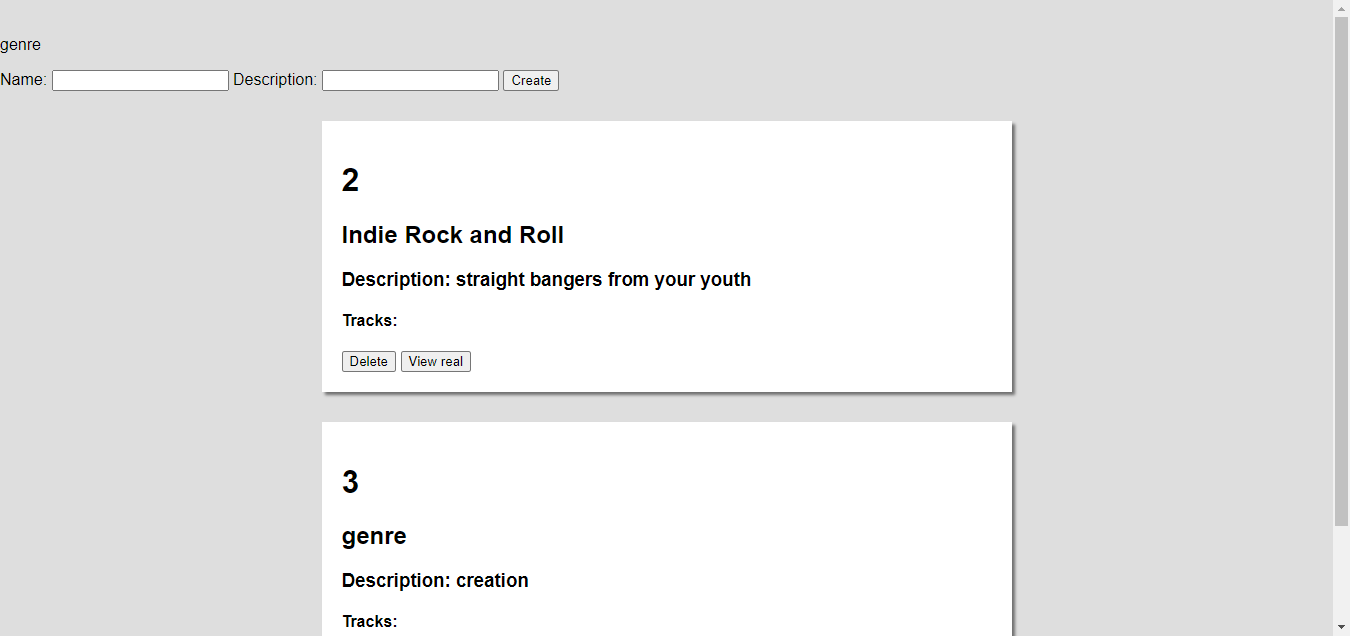 genre
Name: Description: Create
2
Indie Rock and Roll
Description: straight bangers from your youth
Tracks:
Delete View real
3
genre
Description: creation
Tracks: